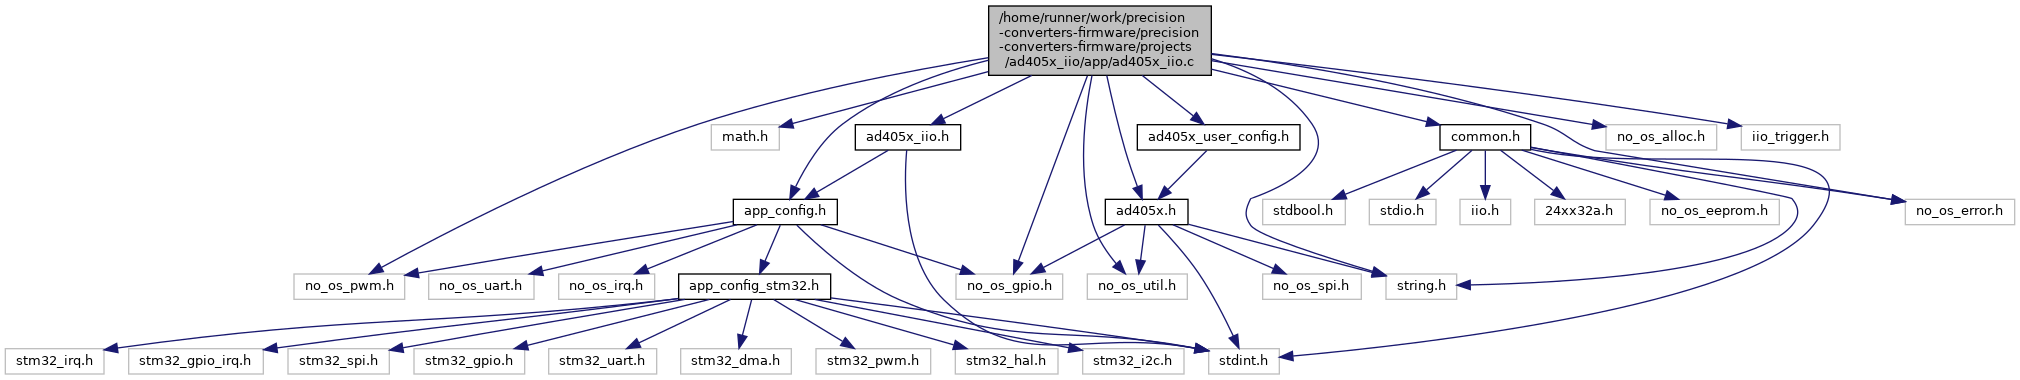 /home/runner/work/precision
-converters-firmware/precision
-converters-firmware/projects
/ad405x_iio/app/ad405x_iio.c
math.h
ad405x_iio.h
ad405x_user_config.h
common.h
no_os_alloc.h
iio_trigger.h
app_config.h
ad405x.h
stdbool.h
stdio.h
iio.h
24xx32a.h
no_os_eeprom.h
no_os_error.h
no_os_pwm.h
no_os_uart.h
no_os_irq.h
app_config_stm32.h
no_os_gpio.h
no_os_util.h
no_os_spi.h
string.h
stm32_irq.h
stm32_gpio_irq.h
stm32_spi.h
stm32_gpio.h
stm32_uart.h
stm32_dma.h
stm32_pwm.h
stm32_hal.h
stm32_i2c.h
stdint.h